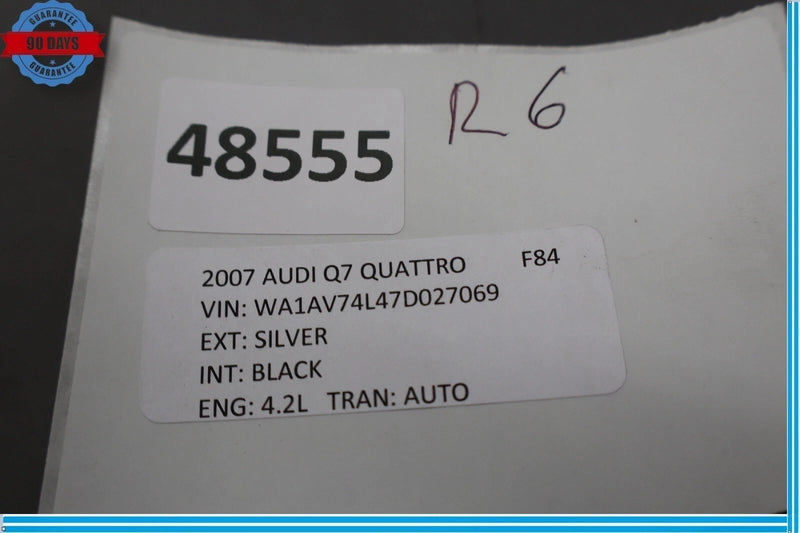 GUARANTEE
90 DAYS
GUARANTEE
R 6
48555
2007 AUDI Q7 QUATTRO F84
VIN: WA1AV74L47D027069
EXT: SILVER
INT: BLACK
ENG: 4.2L TRAN: AUTO